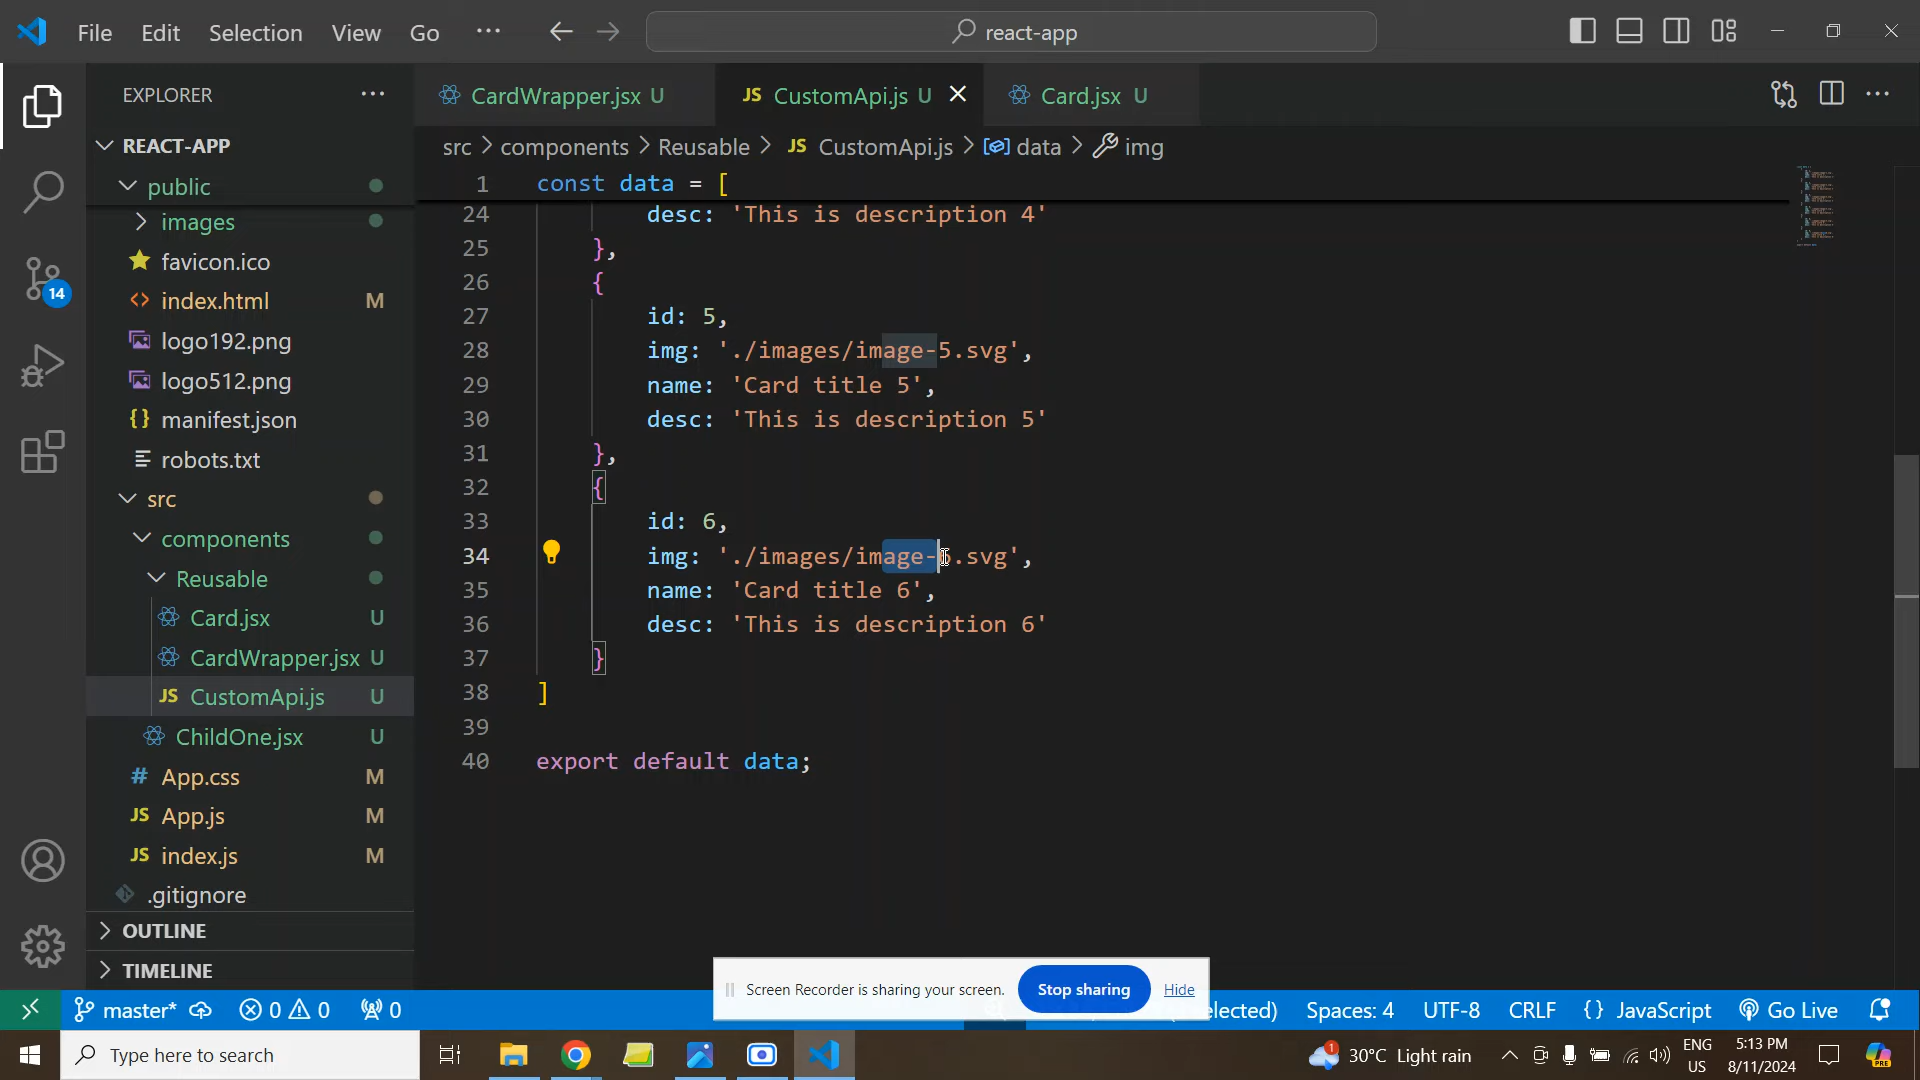 File Edit Selection View Go ··· react-app
EXPLORER ···
REACT-APP
public
images
favicon.ico
index.html M
logo192.png
logo512.png
manifest.json
robots.txt
src
components
Reusable
Card.jsx U
CardWrapper.jsx U
CustomApi.js U
ChildOne.jsx U
App.css M
App.js M
index.js M
.gitignore
OUTLINE
TIMELINE
14
CardWrapper.jsx U JS CustomApi.js U Card.jsx U
src > components > Reusable > JS CustomApi.js > data > img
1 const data = [
24 desc: 'This is description 4'
25 },
26 {
27 id: 5,
28 img: './images/image-5.svg',
29 name: 'Card title 5',
30 desc: 'This is description 5'
31 },
32 {
33 id: 6,
34 img: './images/image-6.svg',
35 name: 'Card title 6',
36 desc: 'This is description 6'
37 }
38 ]
39
40 export default data;
Screen Recorder is sharing your screen. Stop sharing Hide
master* 0 0 0 elected) Spaces: 4 UTF-8 CRLF {} JavaScript Go Live
Type here to search 1 30°C Light rain ENG US 5:13 PM 8/11/2024 PRE